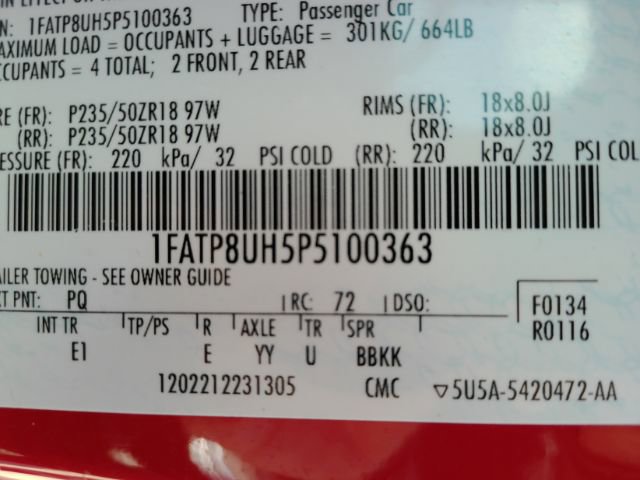 N: 1FATP8UH5P5100363 TYPE: Passenger Car
AXIMUM LOAD = OCCUPANTS + LUGGAGE = 301KG/ 664LB
CCUPANTS = 4 TOTAL; 2 FRONT, 2 REAR
RE (FR): P235/50ZR18 97W RIMS (FR): 18x8.0J
(RR): P235/50ZR18 97W (RR): 18x8.0J
ESSURE (FR): 220 kPa/ 32 PSI COLD (RR): 220 kPa/ 32 PSI COL
1FATP8UH5P5100363
AILER TOWING - SEE OWNER GUIDE
CT PNT: PQ RC: 72 DSO: F0134
R0116
INT TR TP/PS R AXLE TR SPR
E1 E YY U BBKK
1202212231305 CMC ▽5U5A-5420472-AA